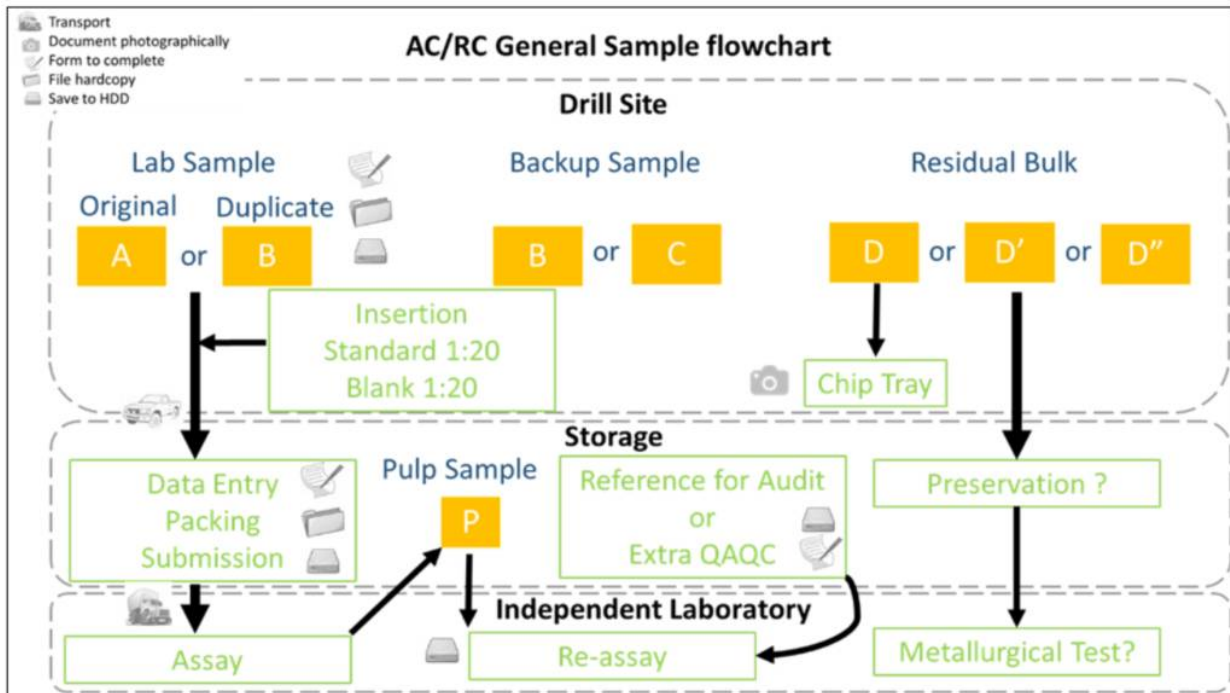 Transport
Document photographically
Form to complete
File hardcopy
Save to HDD
AC/RC General Sample flowchart
Drill Site
Lab Sample
Backup Sample
Residual Bulk
Original
Duplicate
A or B
B or C
D or D' or D"
Insertion
Standard 1:20
Blank 1:20
Chip Tray
Storage
Data Entry
Packing
Submission
Pulp Sample
P
Reference for Audit
or
Extra QAQC
Preservation ?
Independent Laboratory
Assay
Re-assay
Metallurgical Test?